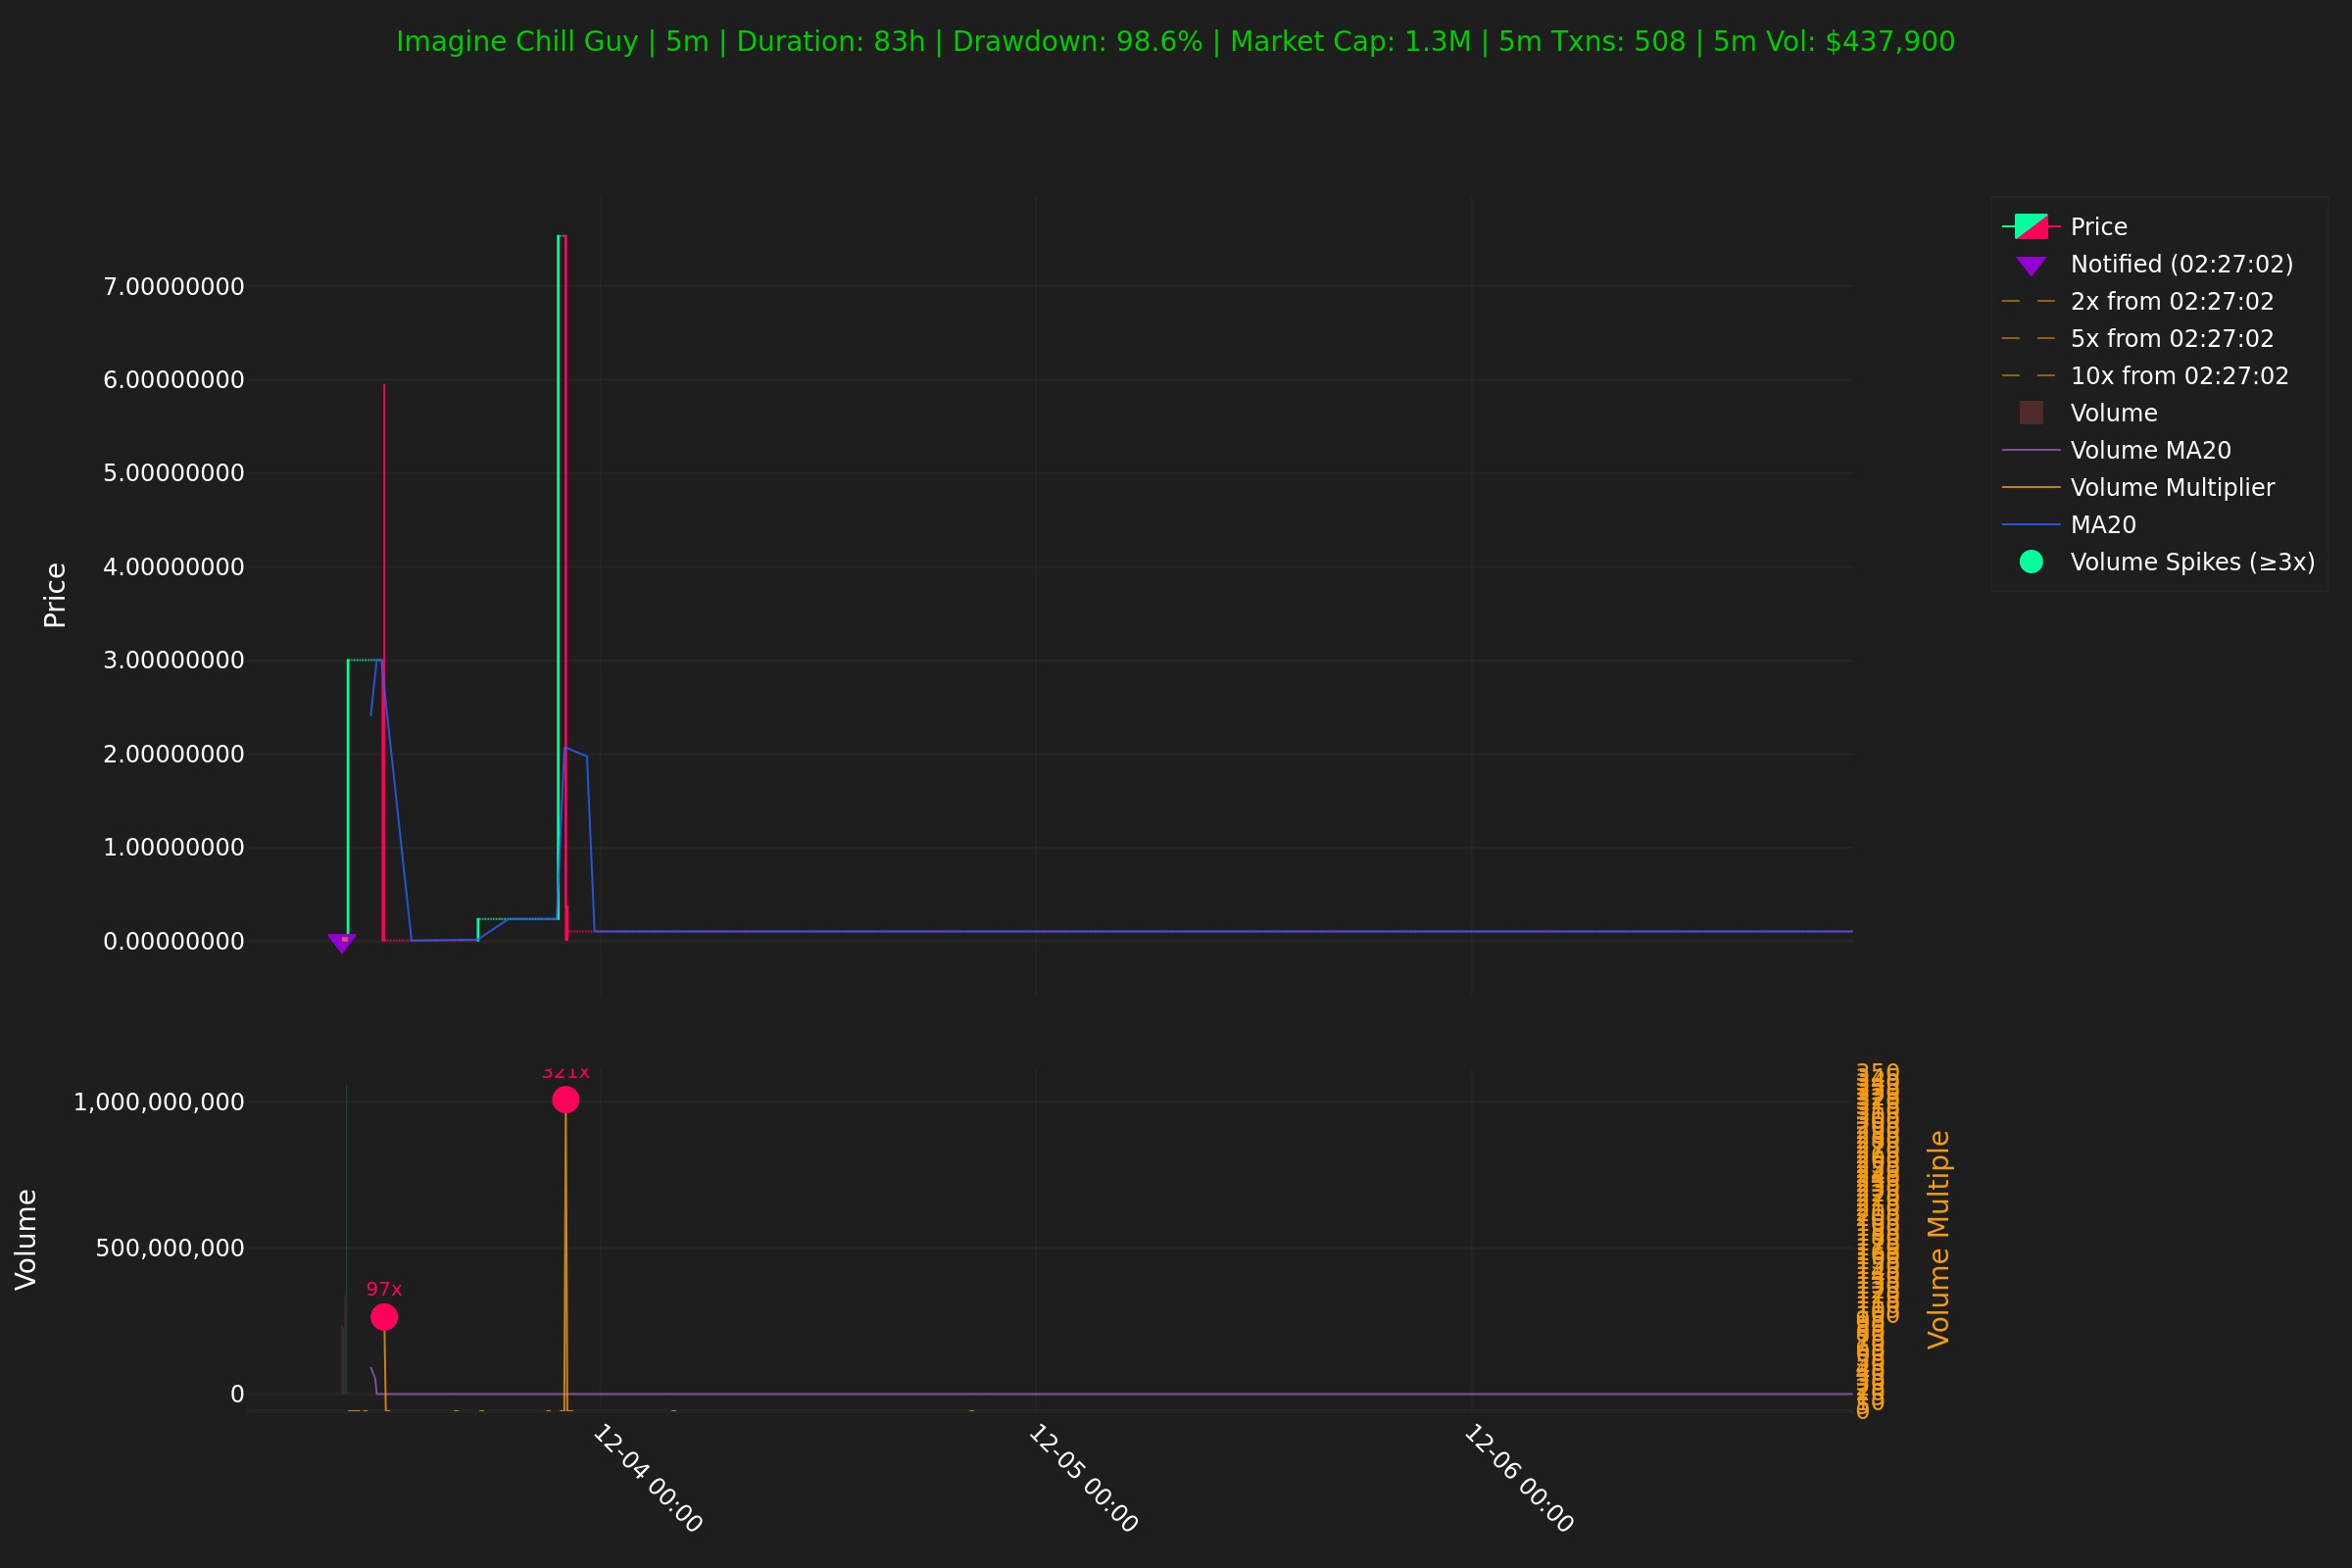 Imagine Chill Guy | 5m | Duration: 83h | Drawdown: 98.6% | Market Cap: 1.3M | 5m Txns: 508 | 5m Vol: $437,900
Price
7.00000000
6.00000000
5.00000000
4.00000000
3.00000000
2.00000000
1.00000000
0.00000000
Price
Notified (02:27:02)
2x from 02:27:02
5x from 02:27:02
10x from 02:27:02
Volume
Volume MA20
Volume Multiplier
MA20
Volume Spikes (≥3x)
Volume
1,000,000,000
500,000,000
0
321x
97x
350
0
Volume Multiple
12-04 00:00
12-05 00:00
12-06 00:00